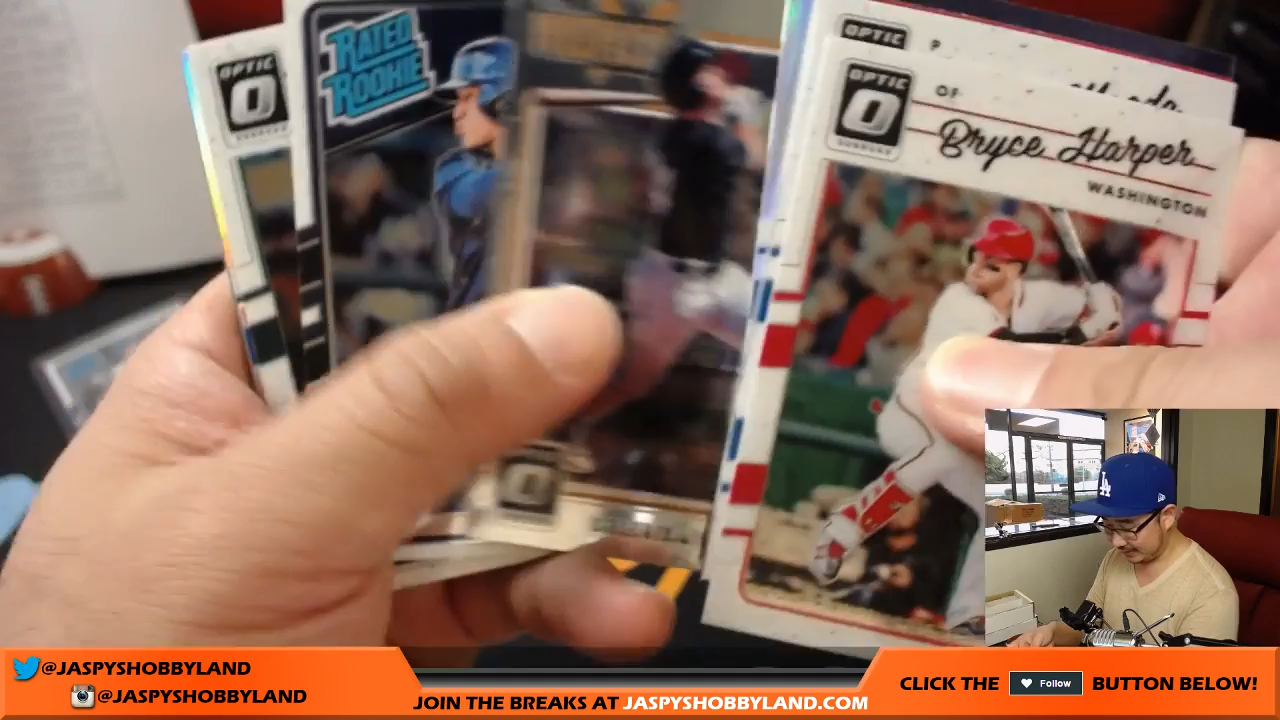 OPTIC
RATED
ROOKIE
OPTIC
P
OPTIC
OF
Bryce Harper
WASHINGTON
LA
@JASPYSHOBBYLAND
@JASPYSHOBBYLAND
JOIN THE BREAKS AT JASPYSHOBBYLAND.COM
CLICK THE Follow BUTTON BELOW!